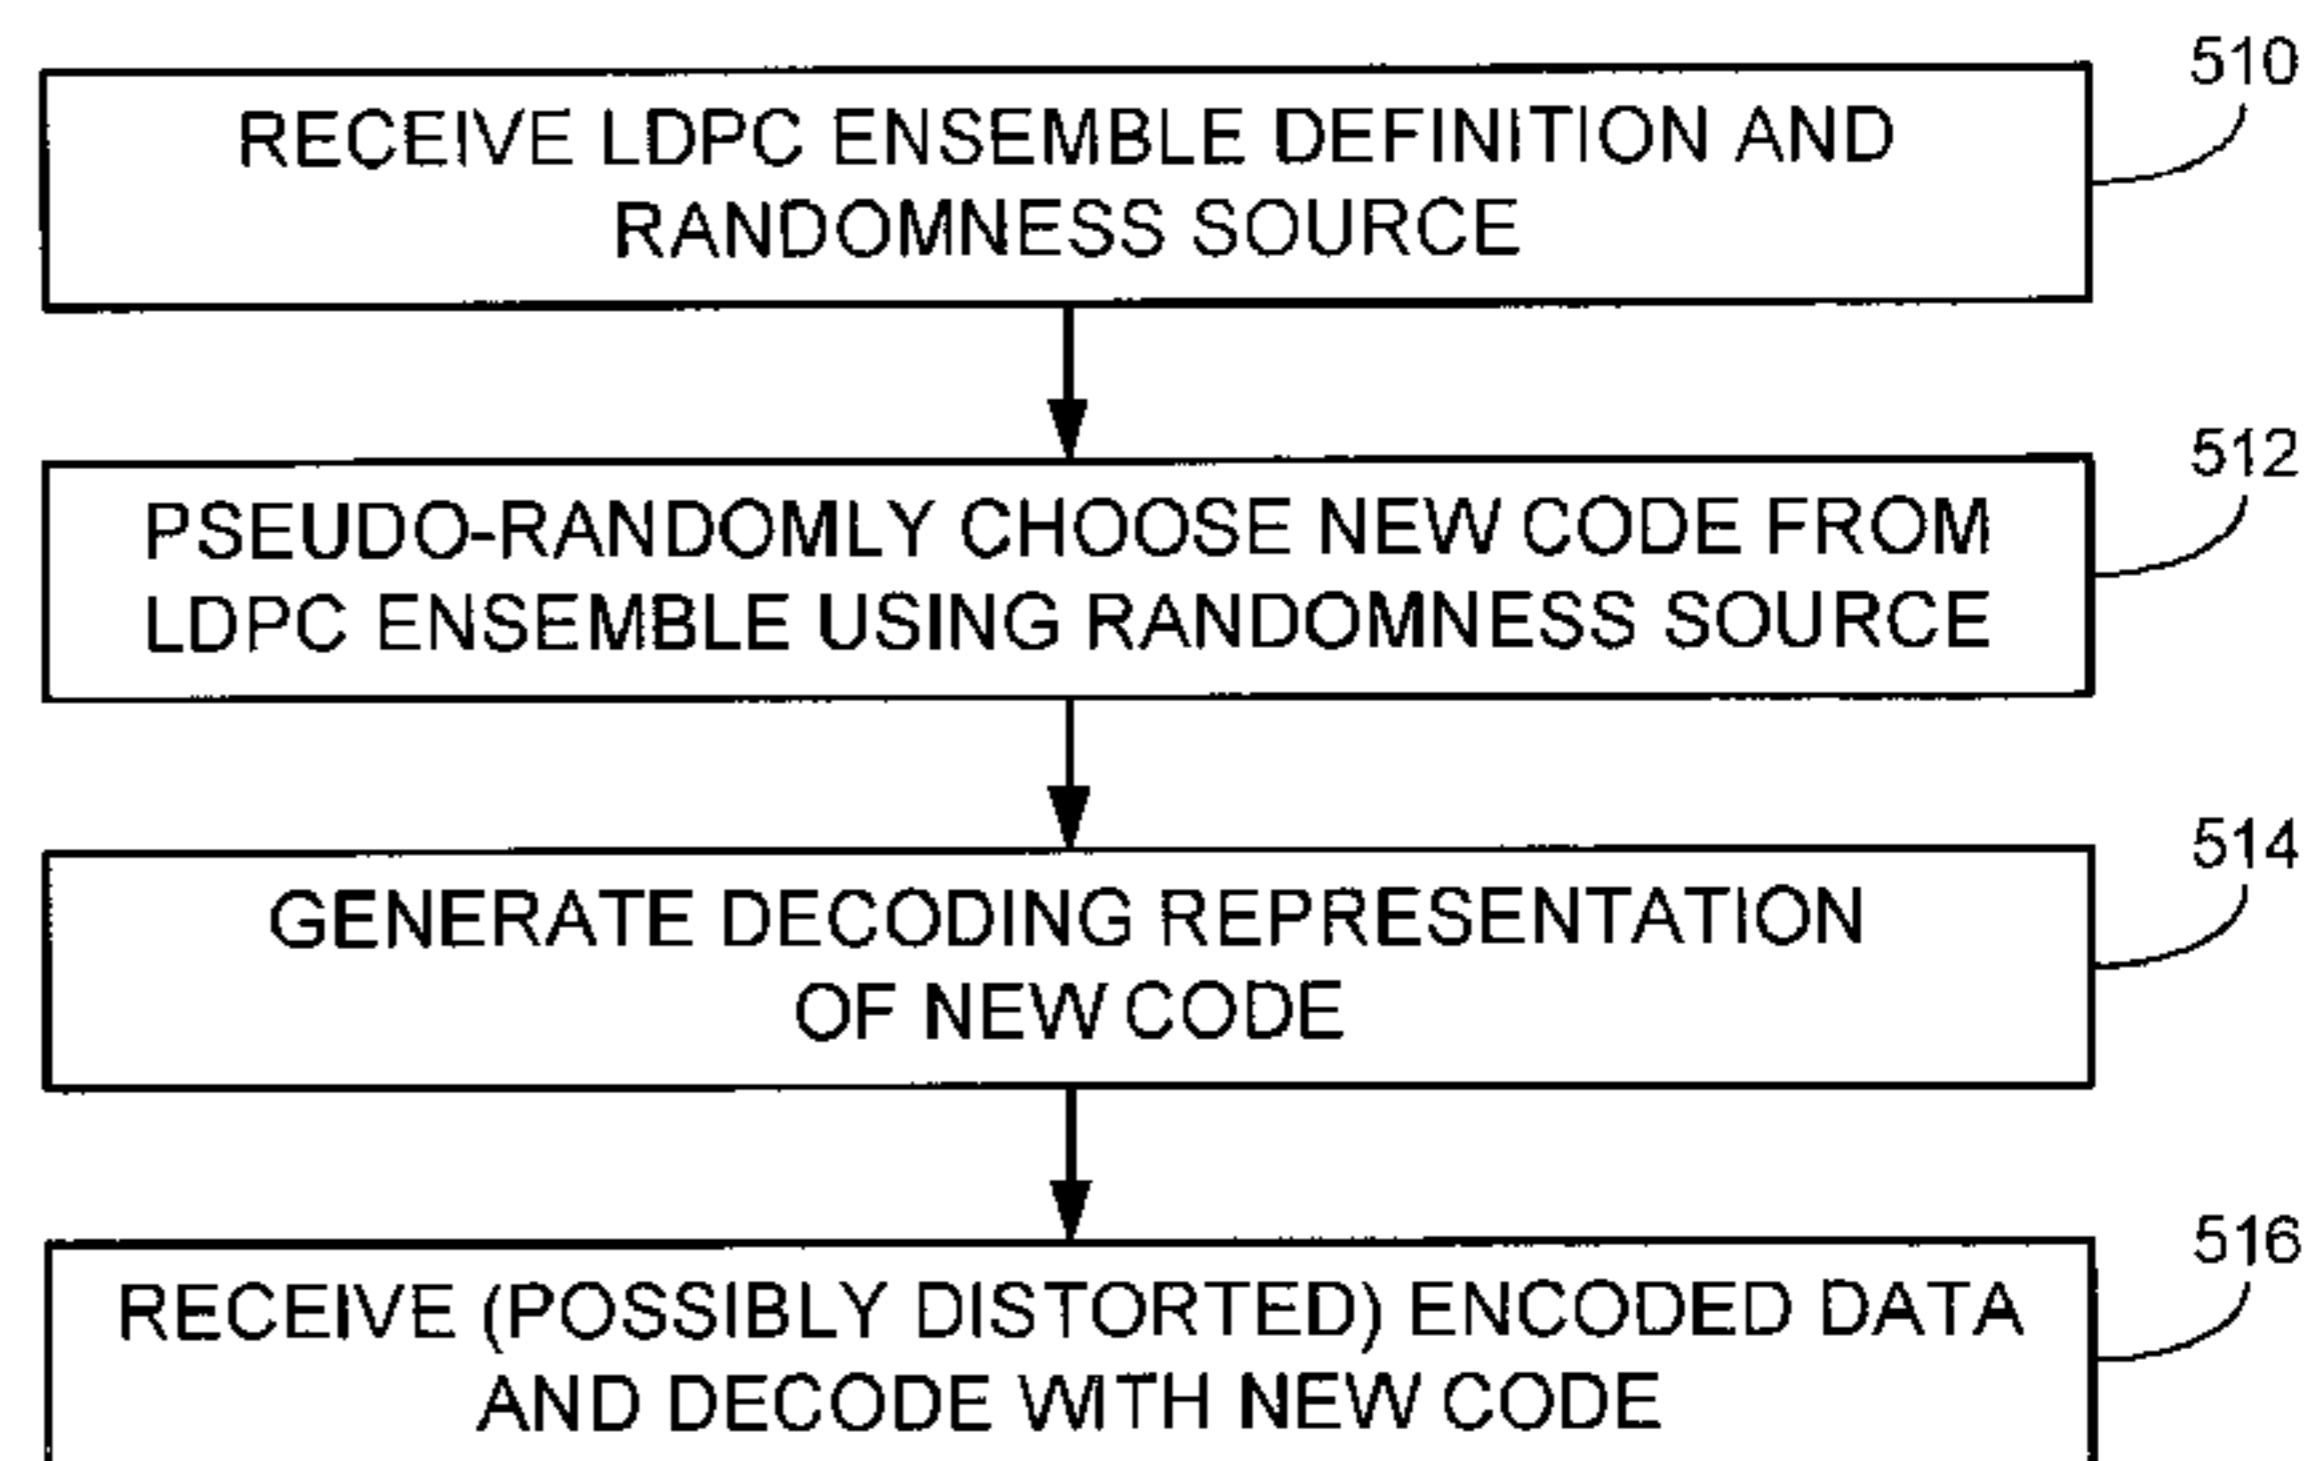 510
RECEIVE LDPC ENSEMBLE DEFINITION AND
RANDOMNESS SOURCE
512
PSEUDO-RANDOMLY CHOOSE NEW CODE FROM
LDPC ENSEMBLE USING RANDOMNESS SOURCE
514
GENERATE DECODING REPRESENTATION
OF NEW CODE
516
RECEIVE (POSSIBLY DISTORTED) ENCODED DATA
AND DECODE WITH NEW CODE